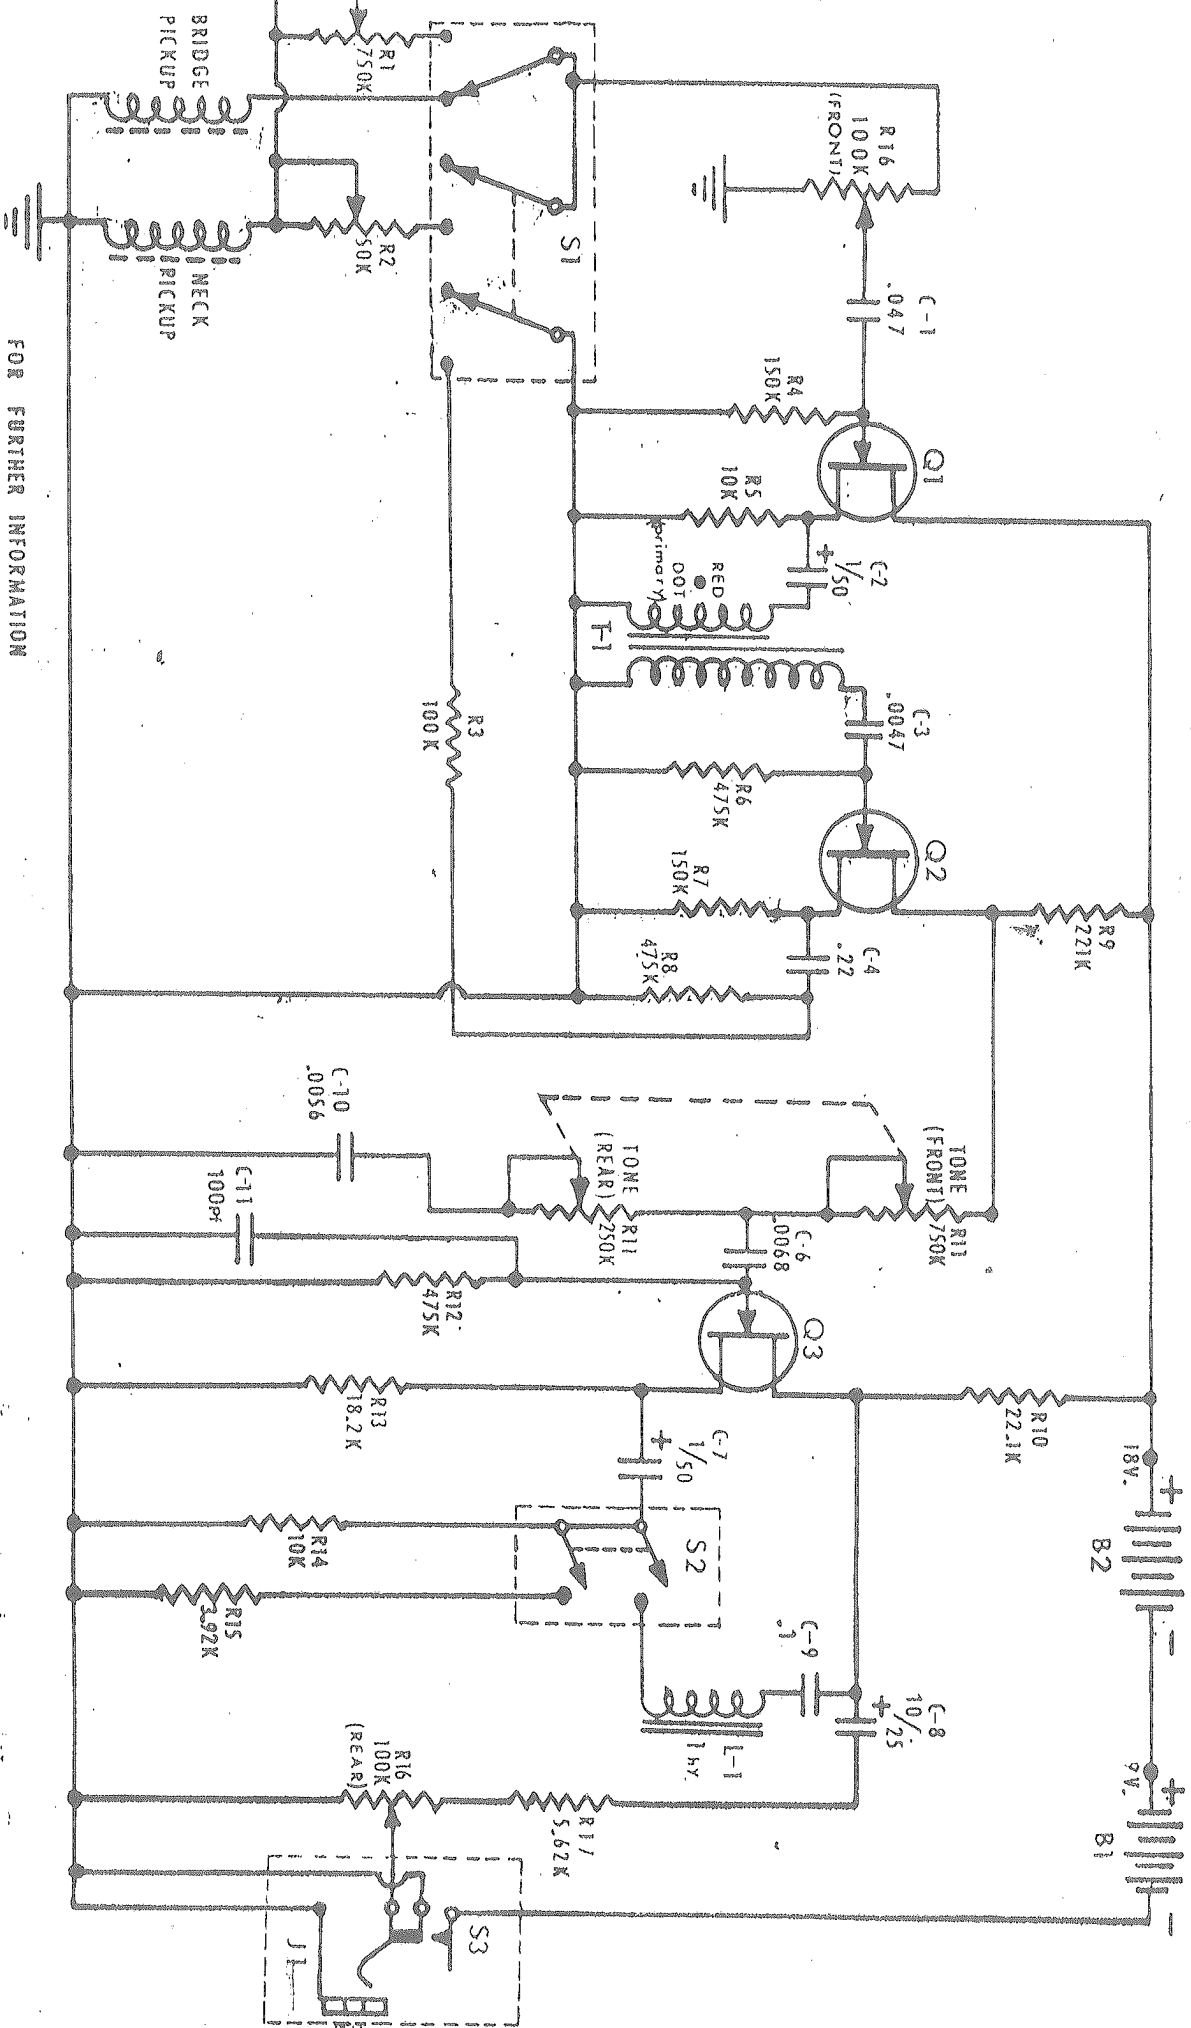 BRIDGE
PICKUP
NECK
PICKUP
R1
750K
R2
50K
S1
R16
100K
(FRONT)
C-1
.047
R4
150K
Q1
R5
10K
+
C-2
1/50
RED
DOT
primary
T-1
C-3
.0047
R6
475K
R3
100K
Q2
R7
150K
C-4
.22
R8
475K
R9
221K
C-10
.0056
C-11
100pf
TONE
(REAR)
R11
250K
TONE
(FRONT)
R11
750K
C-6
.0068
Q3
R12
475K
R13
18.2K
R10
22.1K
C-7
1/50
+
R14
10K
S2
R15
3.92K
C-9
.1
L-1
1hy.
C-8
10/25
+
R17
5.62K
R16
100K
(REAR)
18V.
+
B2
-
9V.
+
B1
-
S3
J1
FOR FURTHER INFORMATION